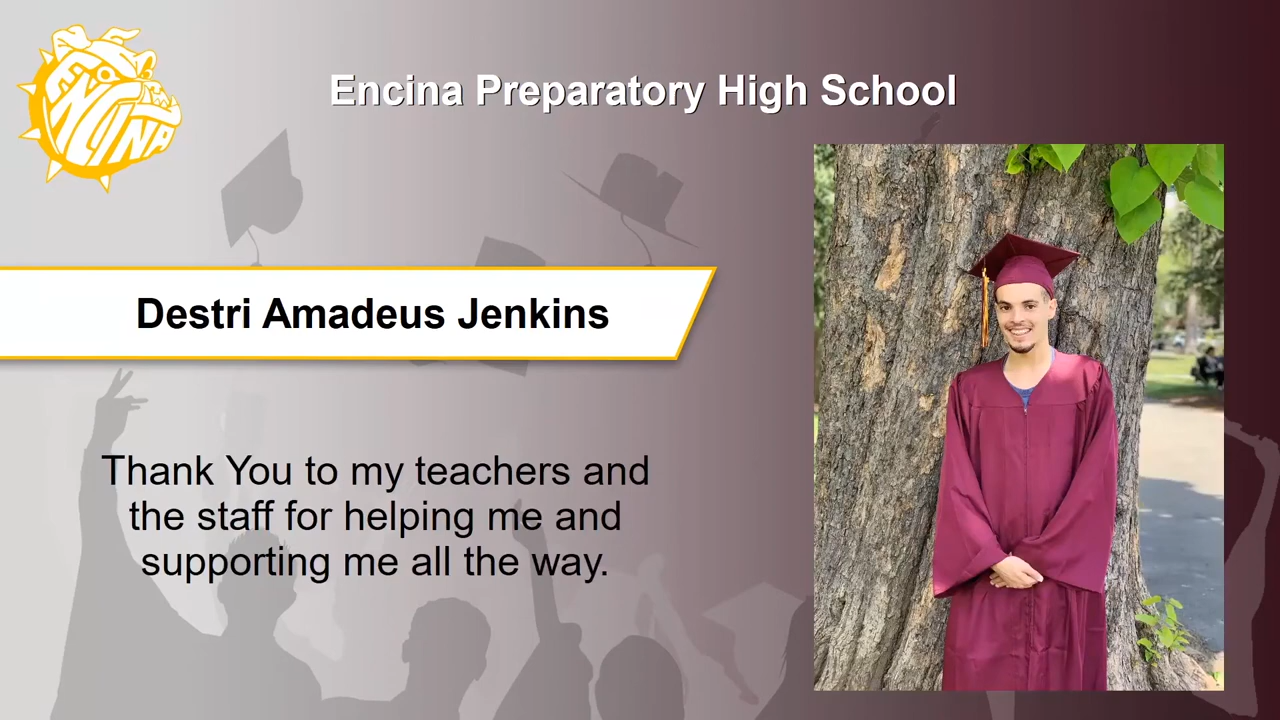 ENCINA
Encina Preparatory High School
Destri Amadeus Jenkins
Thank You to my teachers and
the staff for helping me and
supporting me all the way.